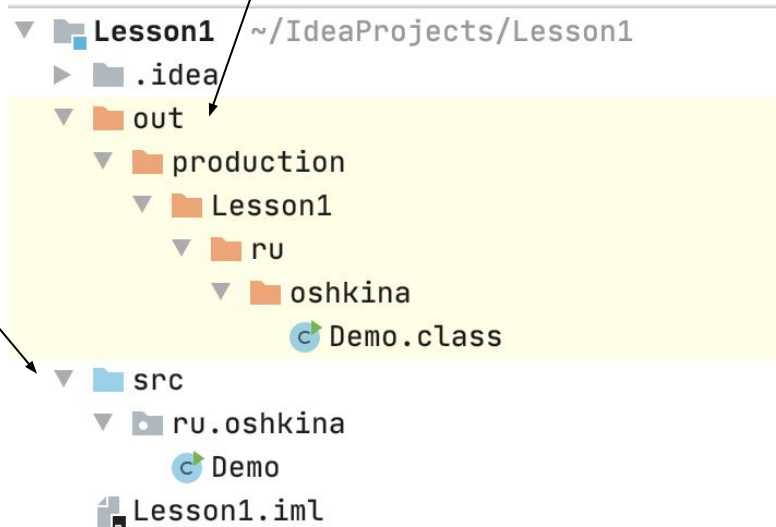 Lesson1 ~/IdeaProjects/Lesson1
.idea
out
production
Lesson1
ru
oshkina
Demo.class
src
ru.oshkina
Demo
Lesson1.iml